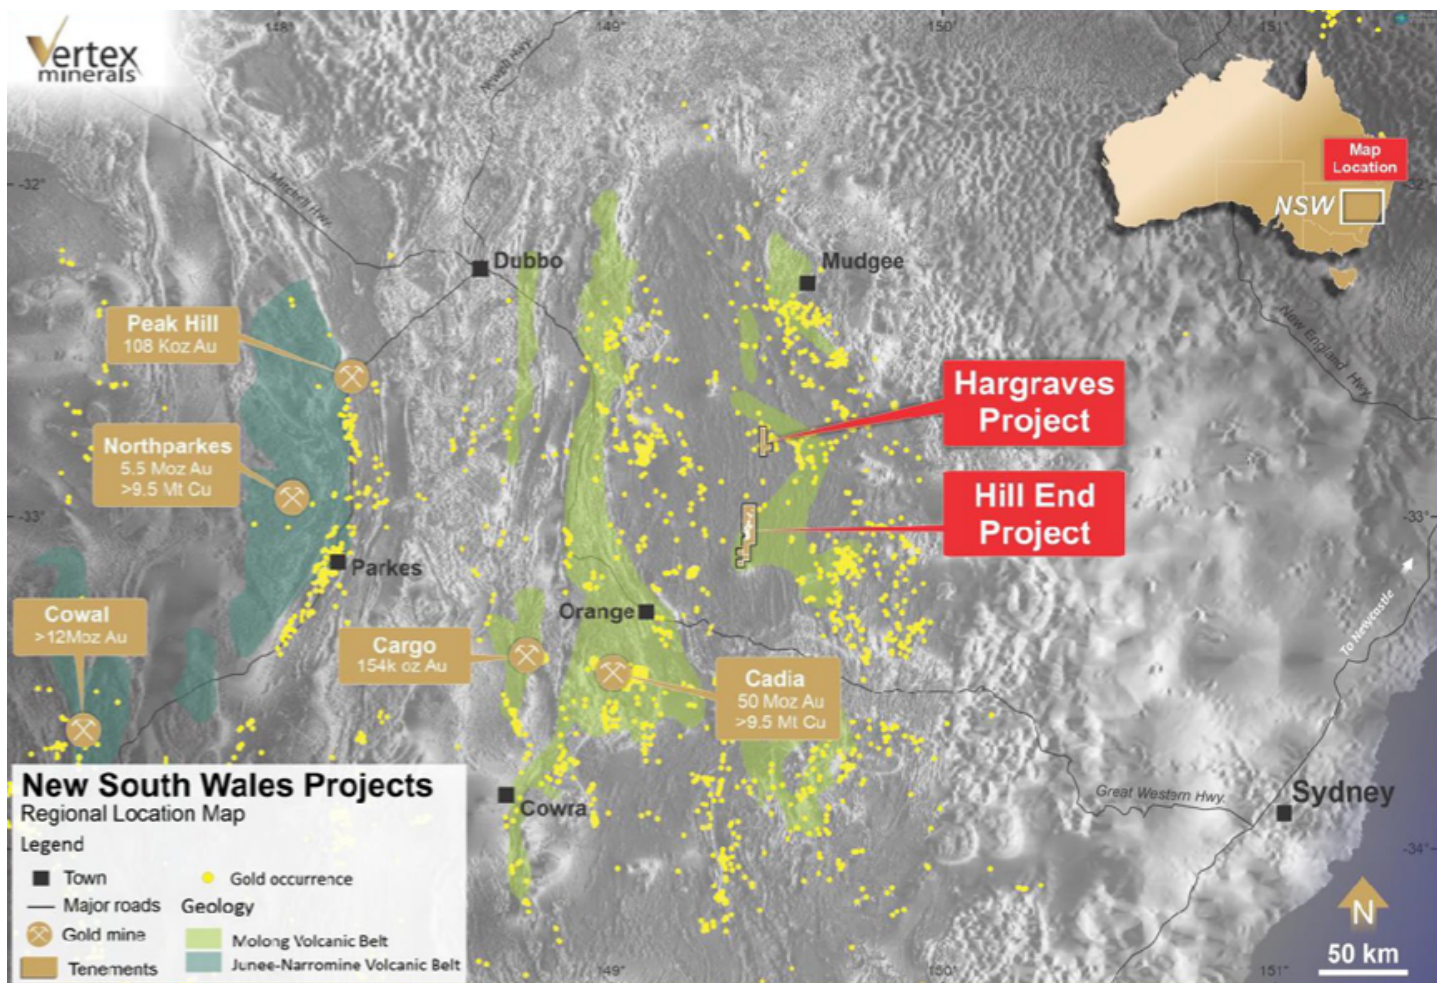 Vertex
minerals
148°
149°
150°
151°
Newell Hwy.
Mitchell Hwy.
-32°
Map
Location
NSW
Dubbo
Mudgee
New England Hwy.
Peak Hill
108 Koz Au
Hargraves
Project
Northparkes
5.5 Moz Au
>9.5 Mt Cu
Hill End
Project
-33°
-33°
Parkes
Cowal
>12Moz Au
Orange
Cargo
154k oz Au
Cadia
50 Moz Au
>9.5 Mt Cu
To Newcastle
Great Western Hwy.
Sydney
Cowra
New South Wales Projects
Regional Location Map
Legend
Town
Gold occurrence
Major roads
Geology
Gold mine
Molong Volcanic Belt
Tenements
Junee-Narromine Volcanic Belt
-34°
N
50 km
149°
150°
151°